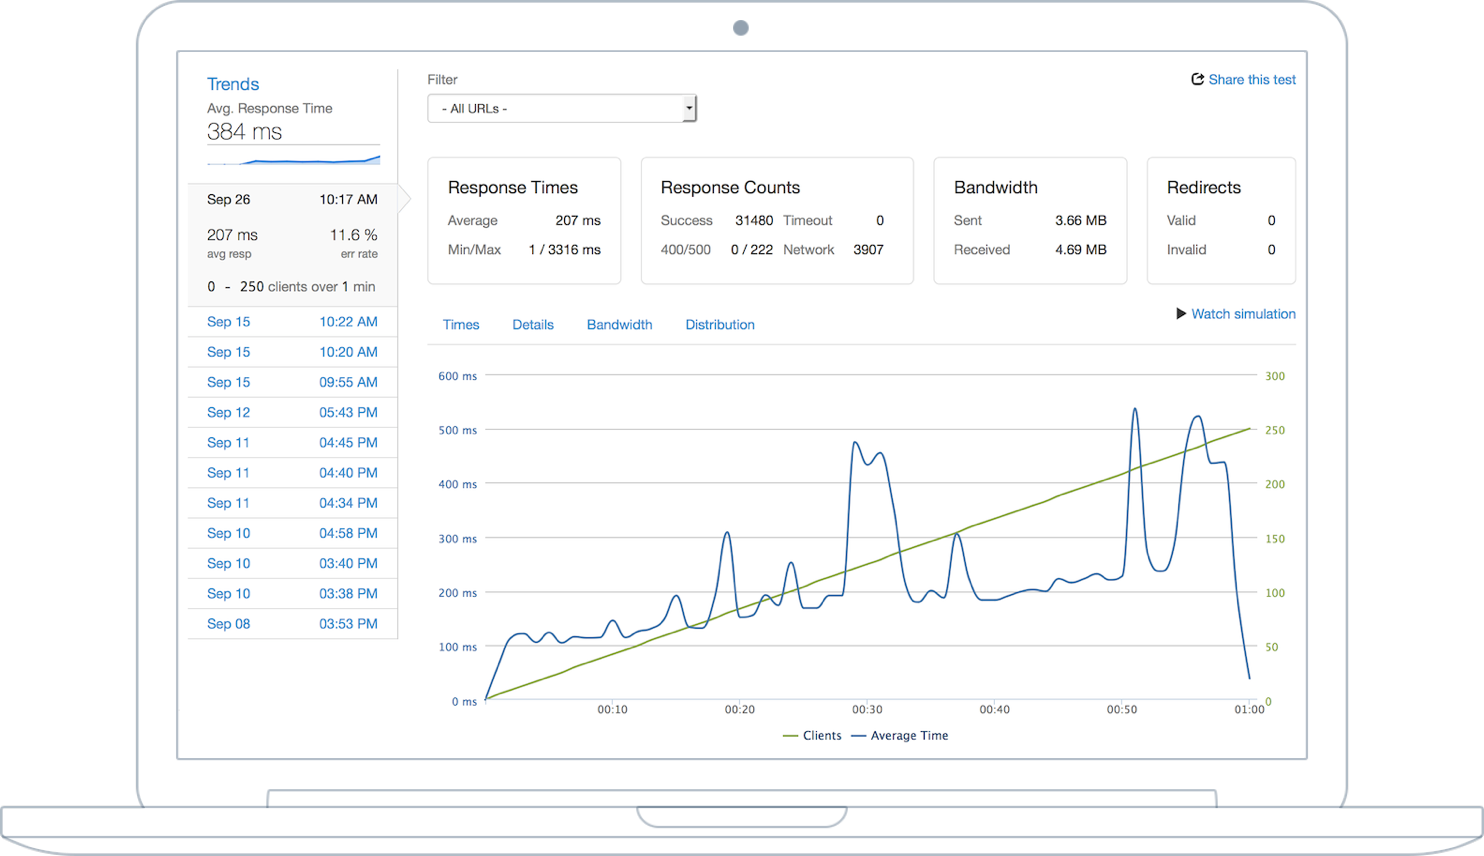 Trends
Avg. Response Time
384 ms
Sep 26 10:17 AM
207 ms 11.6 %
avg resp err rate
0 - 250 clients over 1 min
Sep 15 10:22 AM
Sep 15 10:20 AM
Sep 15 09:55 AM
Sep 12 05:43 PM
Sep 11 04:45 PM
Sep 11 04:40 PM
Sep 11 04:34 PM
Sep 10 04:58 PM
Sep 10 03:40 PM
Sep 10 03:38 PM
Sep 08 03:53 PM
Filter
- All URLs -
Share this test
Response Times
Average 207 ms
Min/Max 1 / 3316 ms
Response Counts
Success 31480 Timeout 0
400/500 0 / 222 Network 3907
Bandwidth
Sent 3.66 MB
Received 4.69 MB
Redirects
Valid 0
Invalid 0
Times Details Bandwidth Distribution
Watch simulation
600 ms 300
500 ms 250
400 ms 200
300 ms 150
200 ms 100
100 ms 50
0 ms 0
00:10 00:20 00:30 00:40 00:50 01:00
Clients Average Time